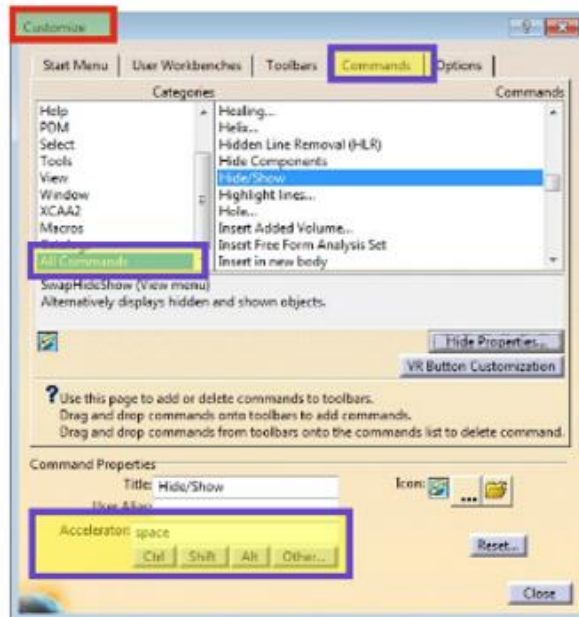 Customize
Start Menu User Workbenches Toolbars Commands Options
Categories Commands
Help
PDM
Select
Tools
View
Window
XCAA2
Macros
All Commands
Healing...
Helix...
Hidden Line Removal (HLR)
Hide Components
Hide/Show
Highlight lines...
Hole...
Insert Added Volume...
Insert Free Form Analysis Set
Insert in new body
SwapHideShow (View menu)
Alternatively displays hidden and shown objects.
Hide Properties...
VR Button Customization
?Use this page to add or delete commands to toolbars.
Drag and drop commands onto toolbars to add commands.
Drag and drop commands from toolbars onto the commands list to delete command.
Command Properties
Title: Hide/Show Icon: ...
User Alias:
Accelerator: space
Ctrl Shift Alt Other...
Reset...
Close